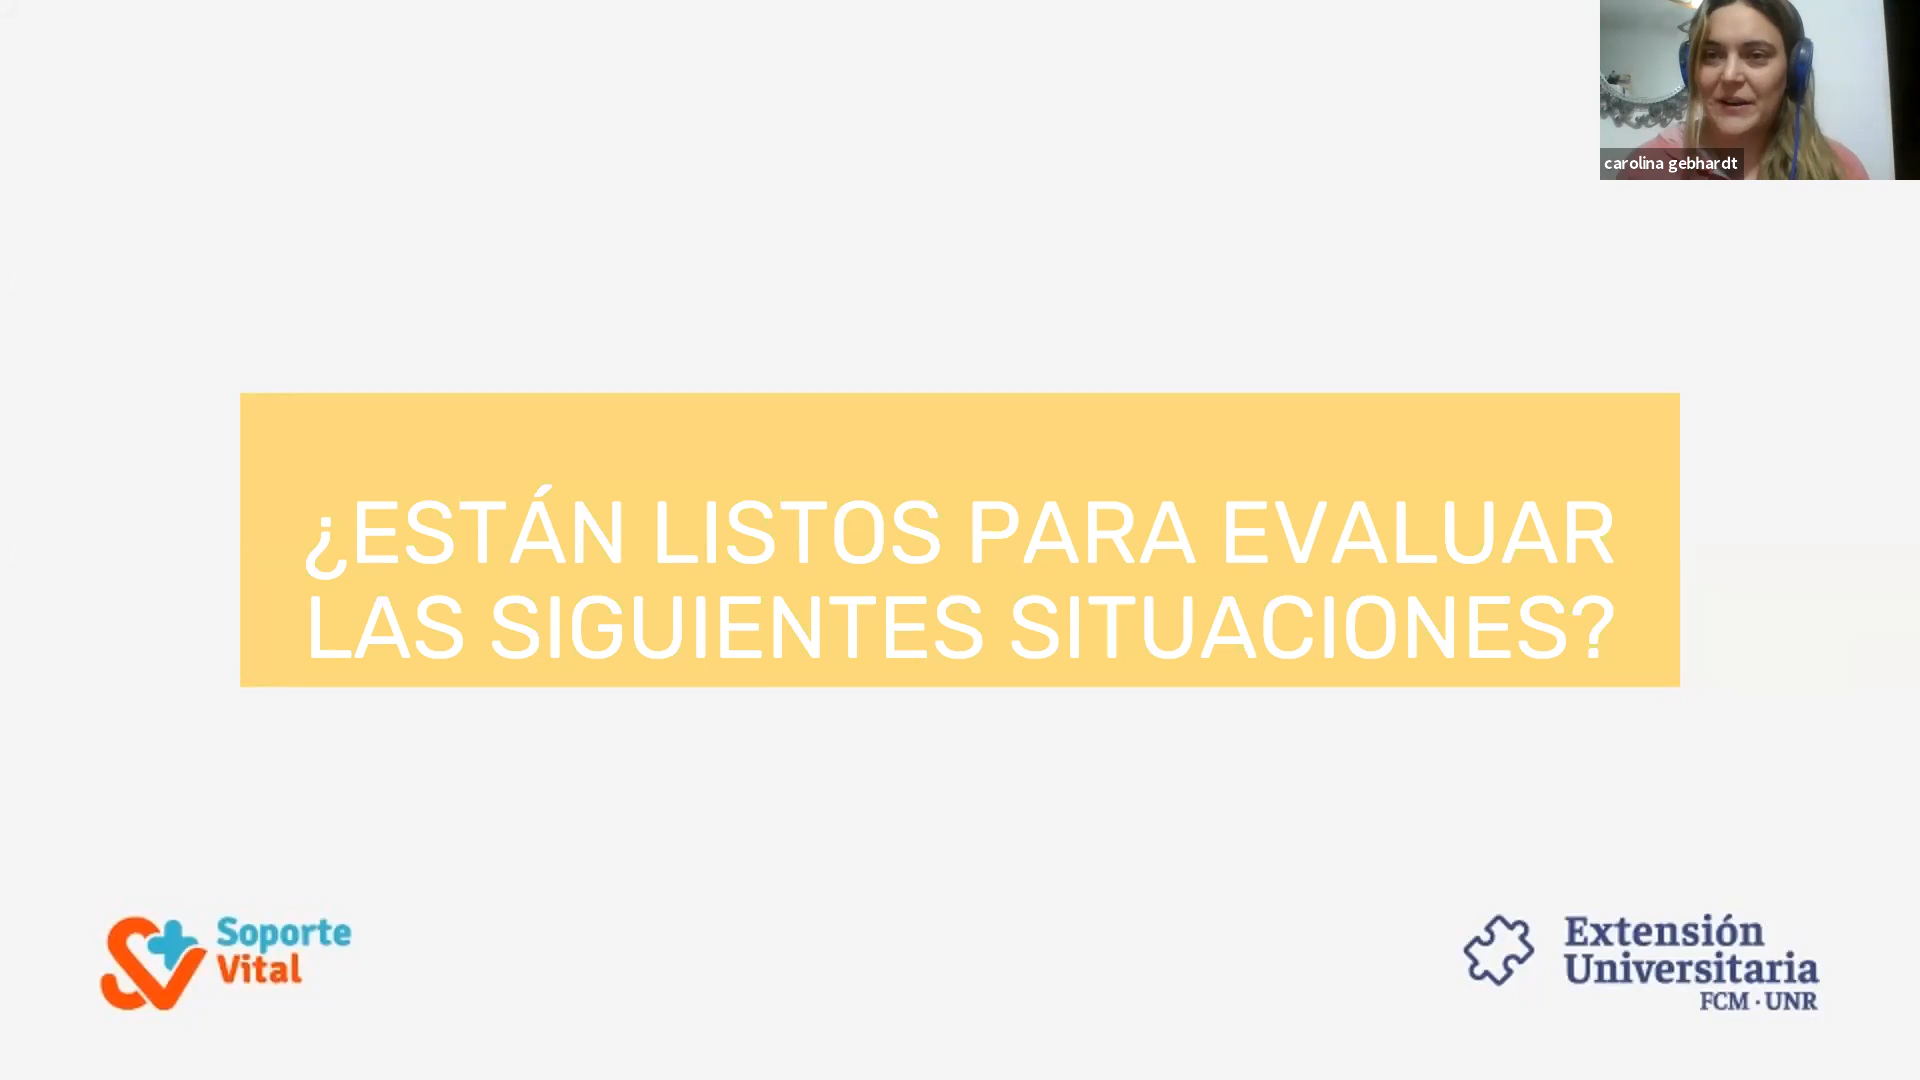 carolina gebhardt
¿ESTÁN LISTOS PARA EVALUAR
LAS SIGUIENTES SITUACIONES?
Soporte
Vital
Extensión
Universitaria
FCM · UNR